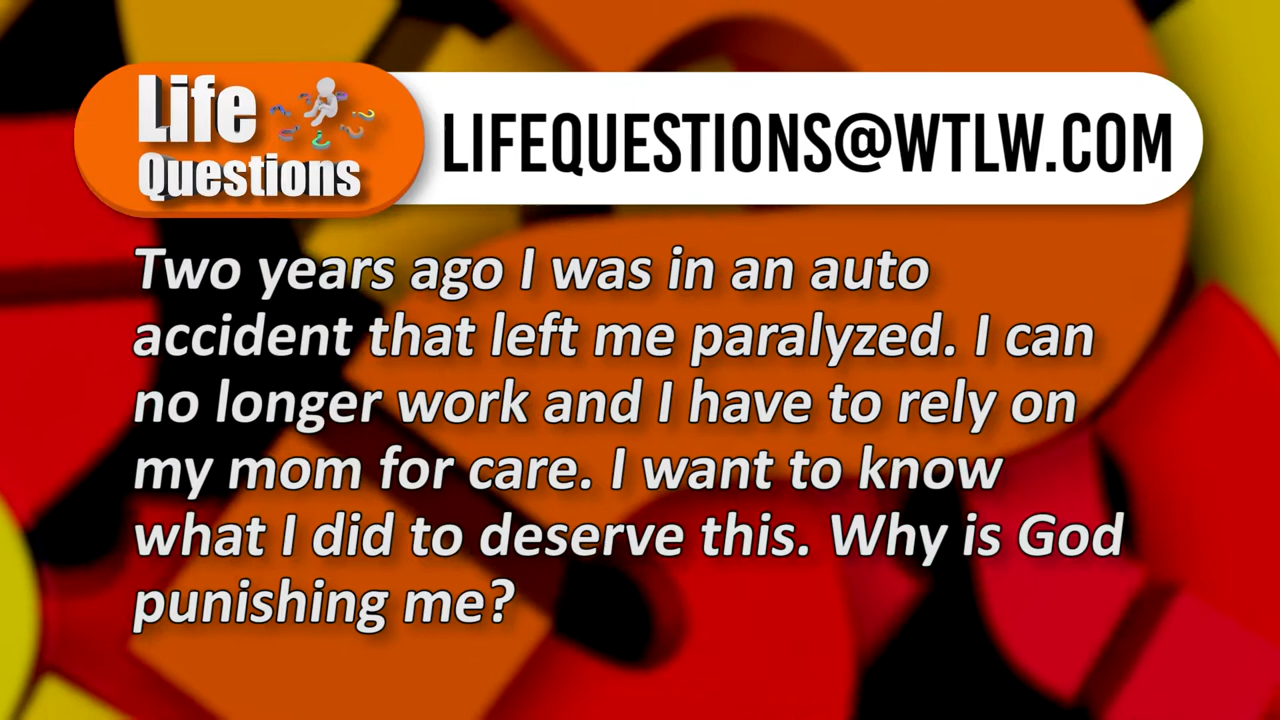 Life
Questions
LIFEQUESTIONS@WTLW.COM
Two years ago I was in an auto
accident that left me paralyzed. I can
no longer work and I have to rely on
my mom for care. I want to know
what I did to deserve this. Why is God
punishing me?